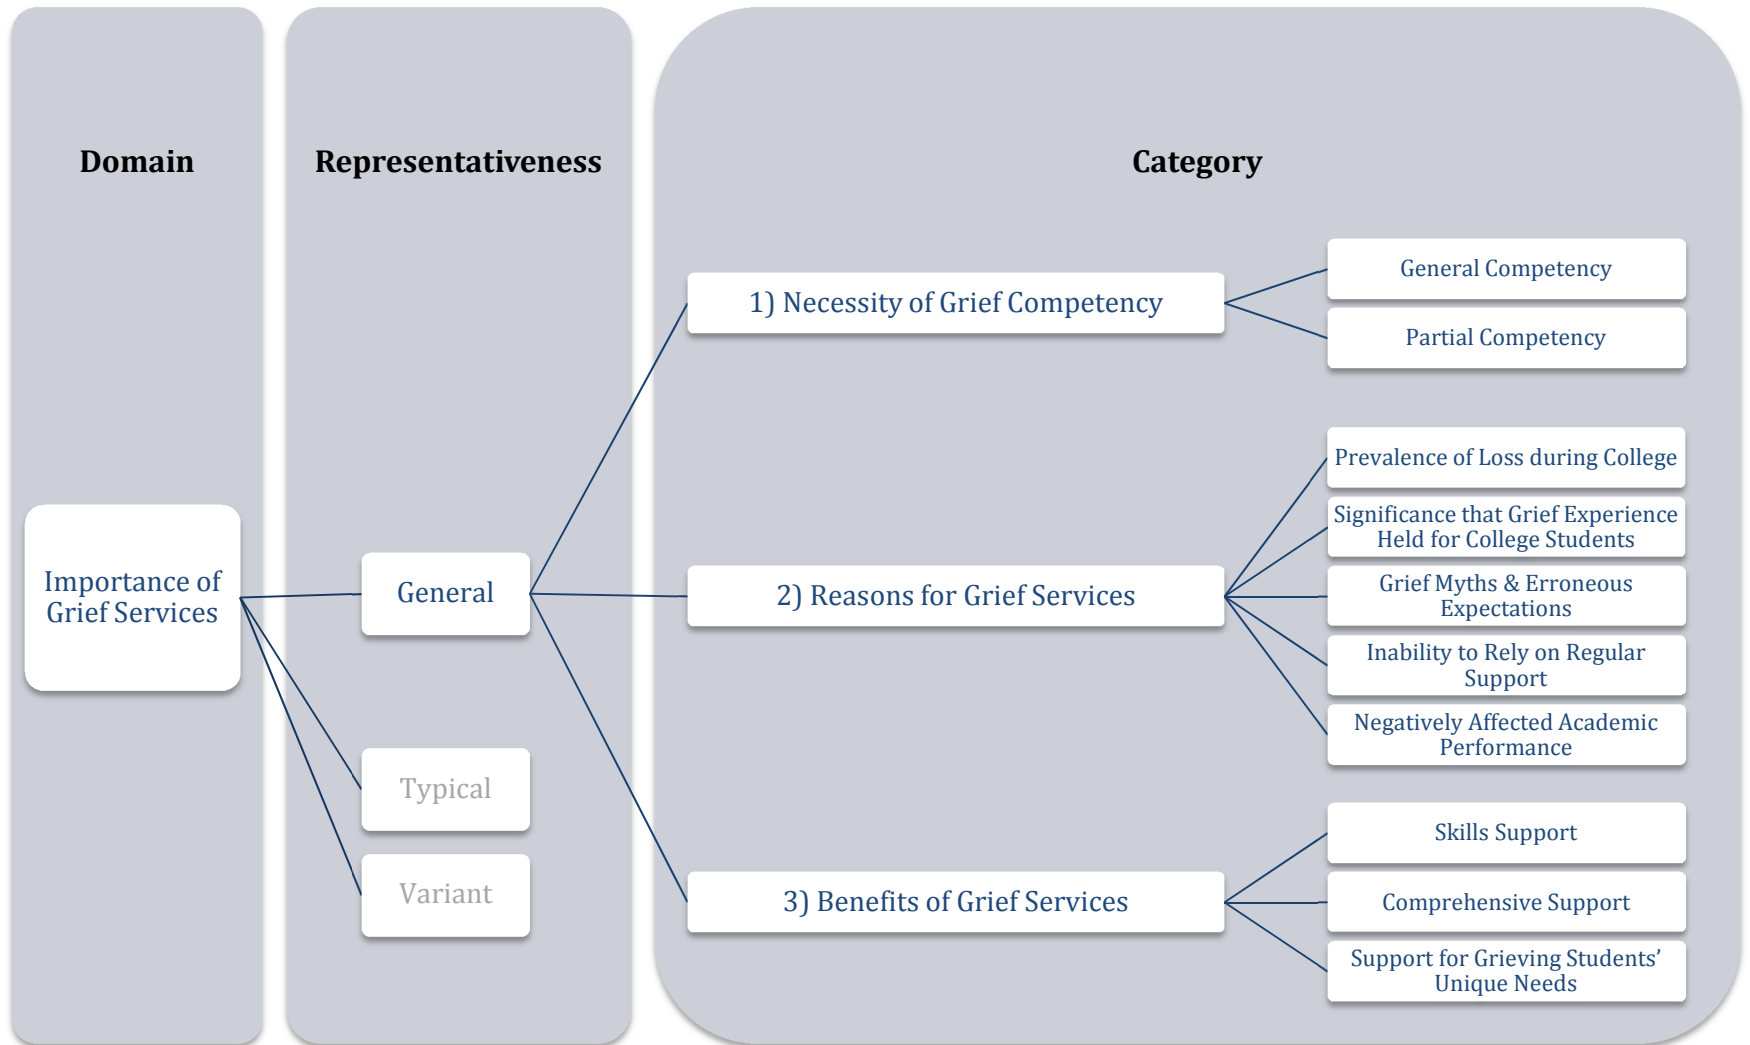 Domain
Representativeness
Category
Importance of
Grief Services
General
Typical
Variant
1) Necessity of Grief Competency
General Competency
Partial Competency
2) Reasons for Grief Services
Prevalence of Loss during College
Significance that Grief Experience
Held for College Students
Grief Myths & Erroneous
Expectations
Inability to Rely on Regular
Support
Negatively Affected Academic
Performance
3) Benefits of Grief Services
Skills Support
Comprehensive Support
Support for Grieving Students’
Unique Needs